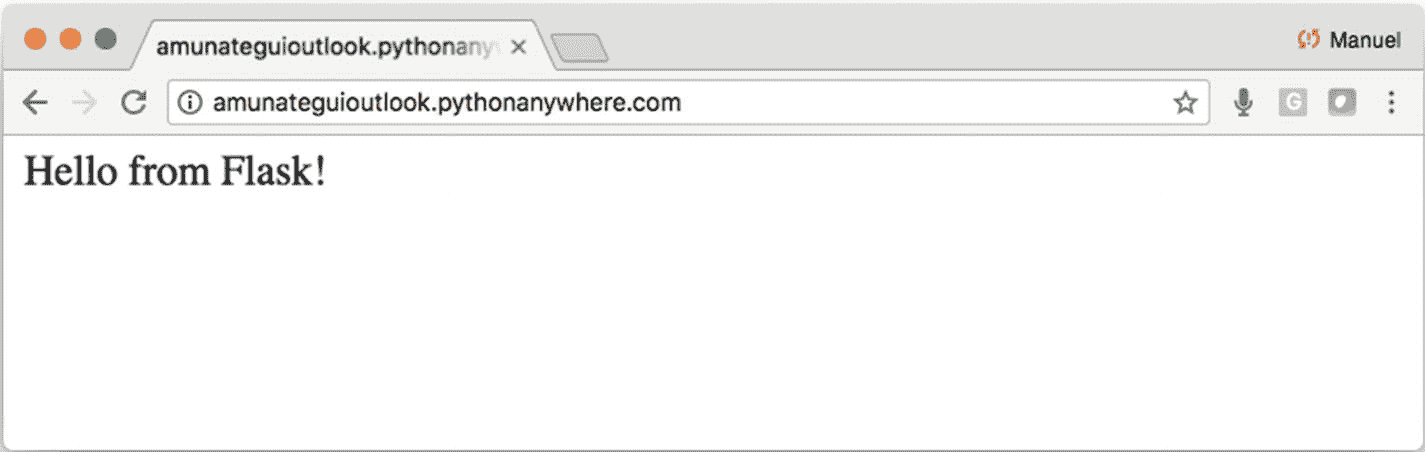 amunateguioutlook.pythonany
Manuel
amunateguioutlook.pythonanywhere.com
G
Hello from Flask!